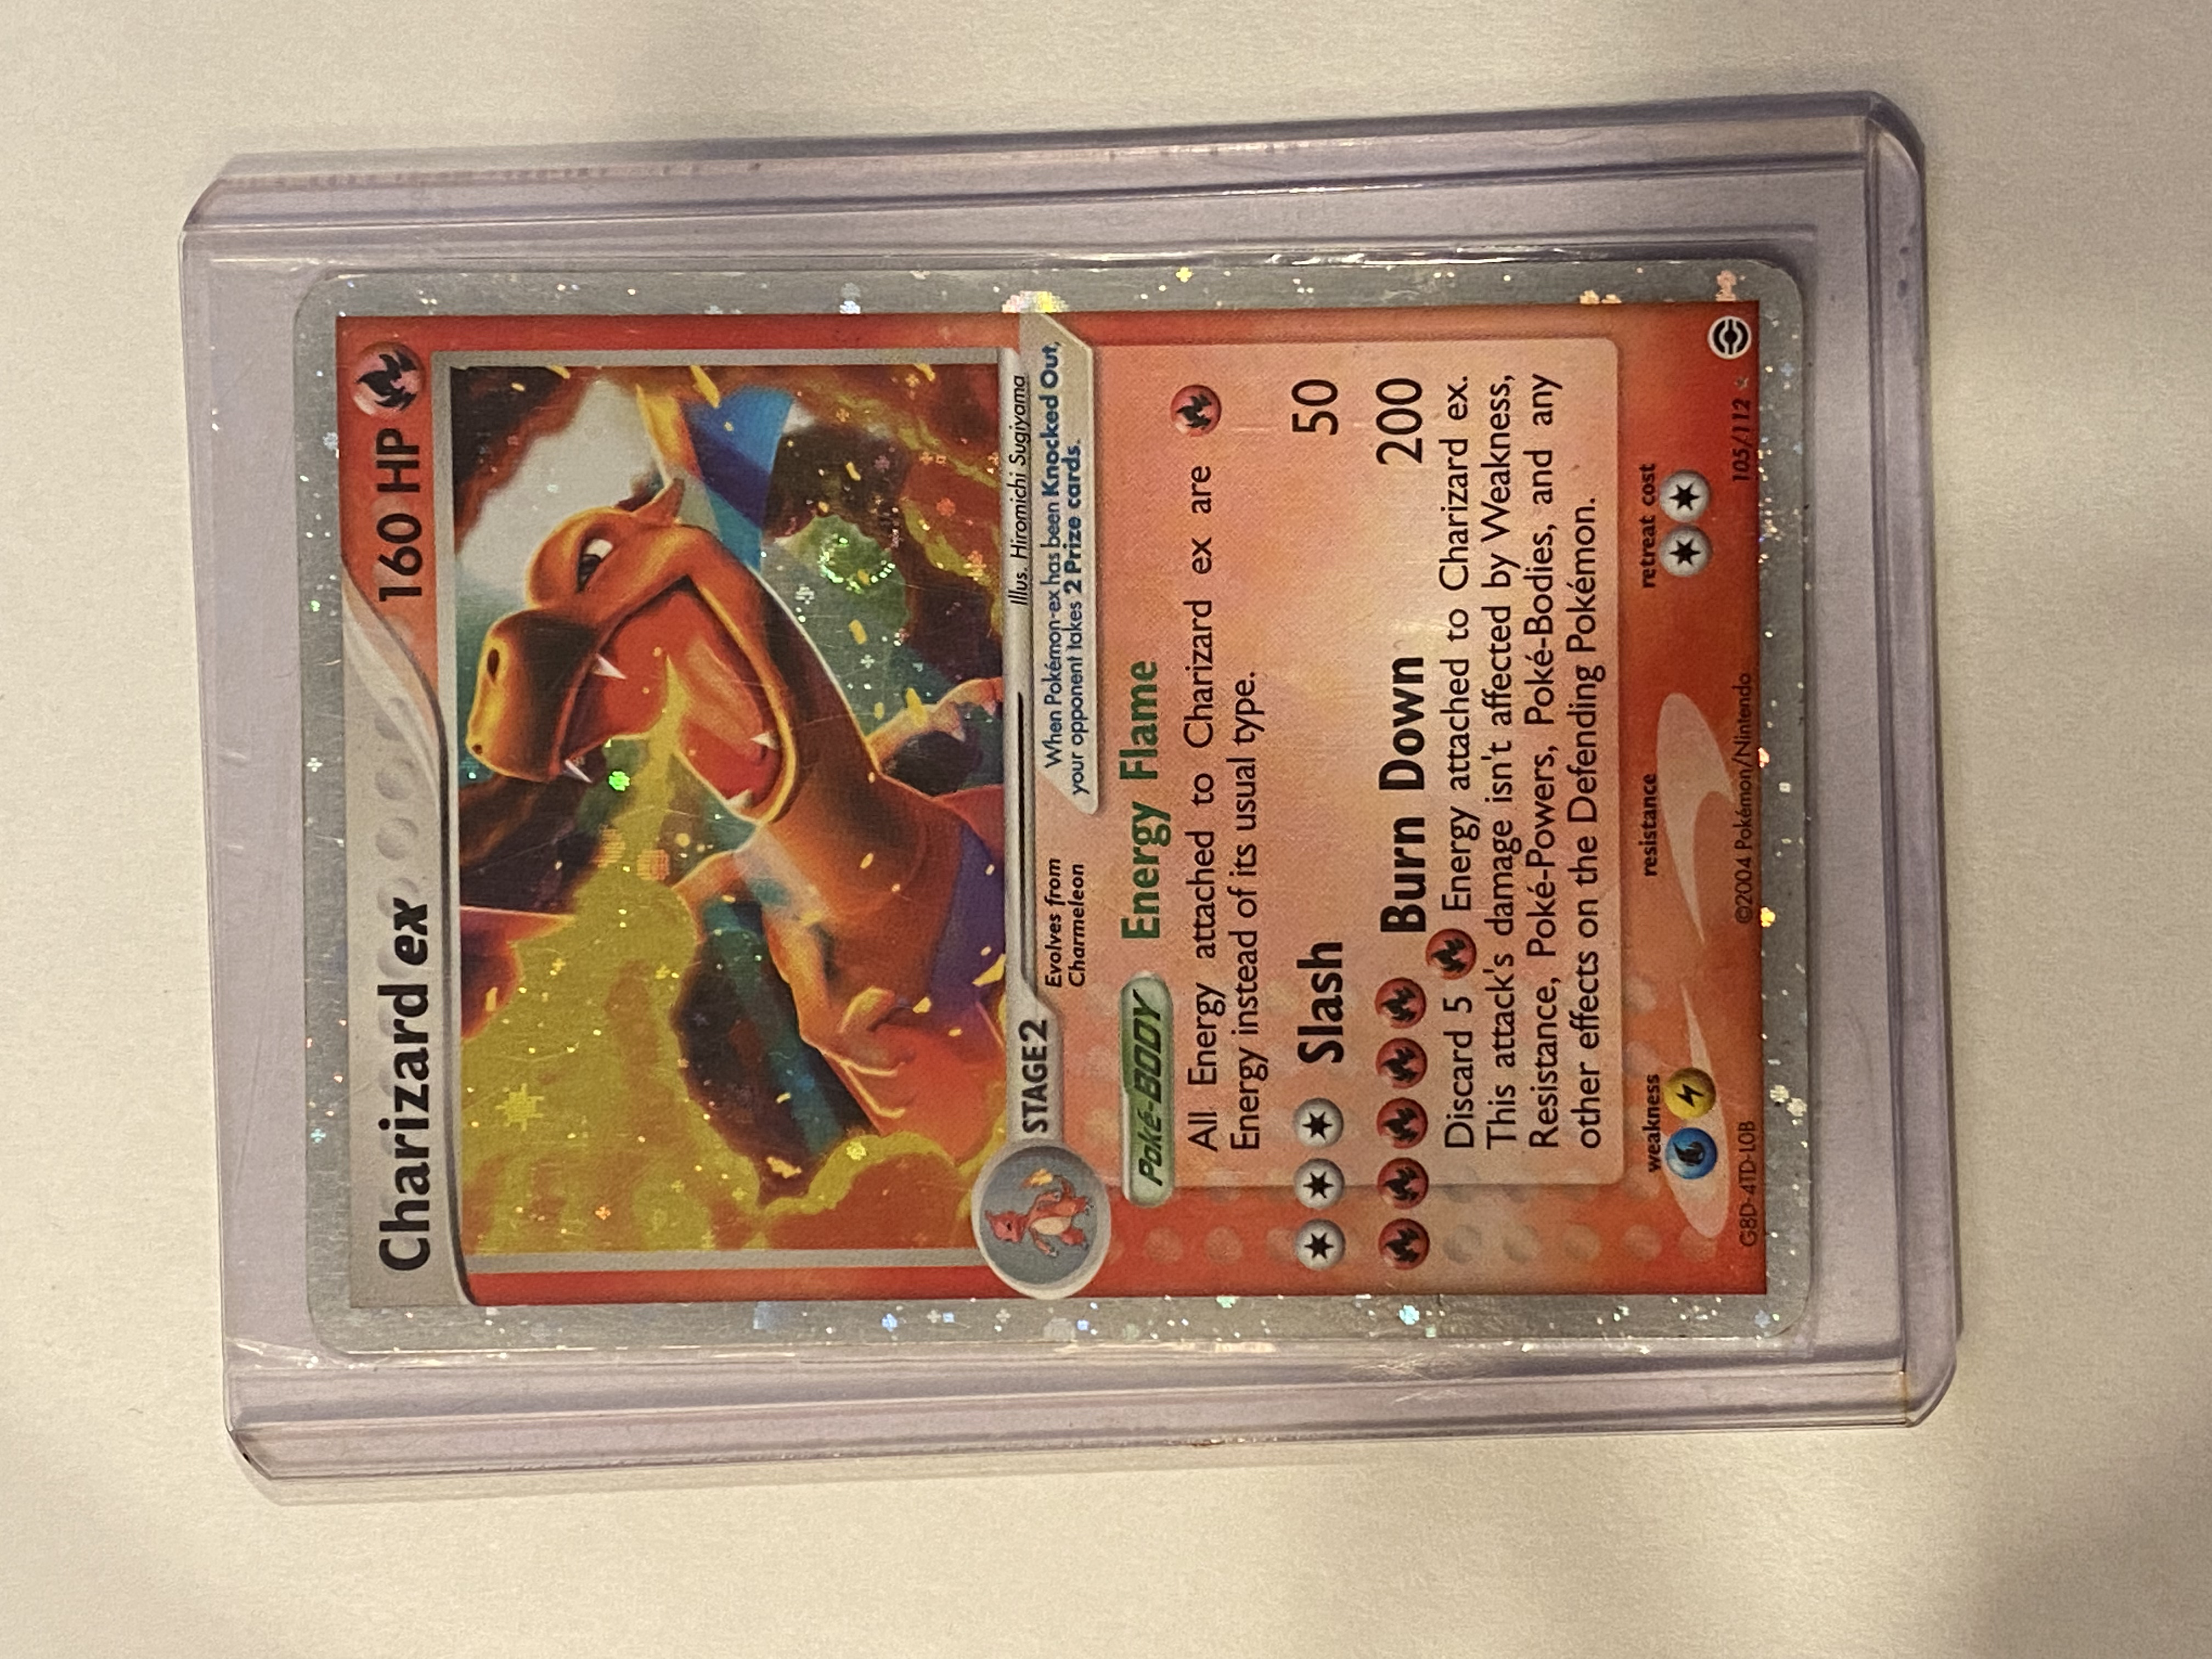 Charizard ex 160 HP
Illus. Hiromichi Sugiyama
STAGE2
Evolves from
Charmeleon
When Pokémon-ex has been Knocked Out,
your opponent takes 2 Prize cards.
Poké-BODY Energy Flame
All Energy attached to Charizard ex are
Energy instead of its usual type.
Slash 50
Burn Down 200
Discard 5 Energy attached to Charizard ex.
This attack's damage isn't affected by Weakness,
Resistance, Poké-Powers, Poké-Bodies, and any
other effects on the Defending Pokémon.
weakness resistance retreat cost
G8D-4TD-L0B ©2004 Pokémon/Nintendo 105/112